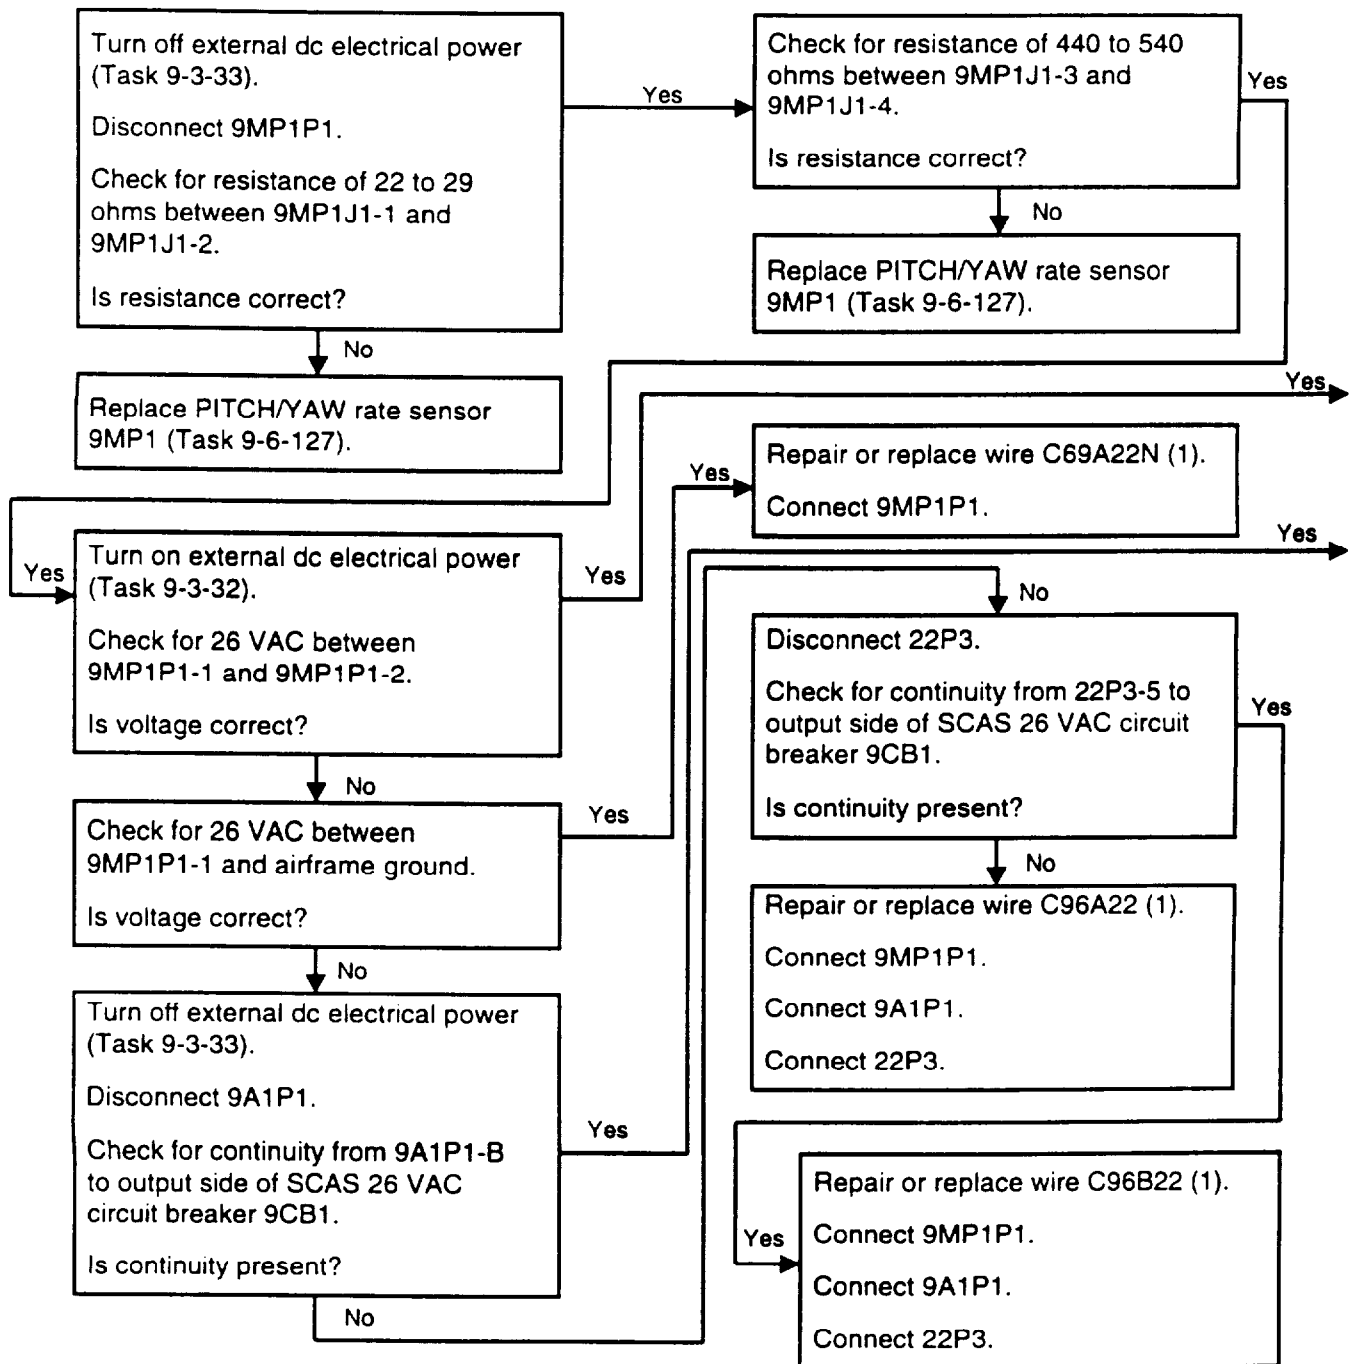 Turn off external dc electrical power
(Task 9-3-33).
Disconnect 9MP1P1.
Check for resistance of 22 to 29
ohms between 9MP1J1-1 and
9MP1J1-2.
Is resistance correct?
Yes
Check for resistance of 440 to 540
ohms between 9MP1J1-3 and
9MP1J1-4.
Is resistance correct?
Yes
No
Replace PITCH/YAW rate sensor
9MP1 (Task 9-6-127).
No
Replace PITCH/YAW rate sensor
9MP1 (Task 9-6-127).
Yes
Yes
Repair or replace wire C69A22N (1).
Connect 9MP1P1.
Yes
Yes
Turn on external dc electrical power
(Task 9-3-32).
Check for 26 VAC between
9MP1P1-1 and 9MP1P1-2.
Is voltage correct?
Yes
No
Disconnect 22P3.
Check for continuity from 22P3-5 to
output side of SCAS 26 VAC circuit
breaker 9CB1.
Is continuity present?
Yes
No
Check for 26 VAC between
9MP1P1-1 and airframe ground.
Is voltage correct?
Yes
No
Repair or replace wire C96A22 (1).
Connect 9MP1P1.
Connect 9A1P1.
Connect 22P3.
No
Turn off external dc electrical power
(Task 9-3-33).
Disconnect 9A1P1.
Check for continuity from 9A1P1-B
to output side of SCAS 26 VAC
circuit breaker 9CB1.
Is continuity present?
Yes
No
Yes
Repair or replace wire C96B22 (1).
Connect 9MP1P1.
Connect 9A1P1.
Connect 22P3.